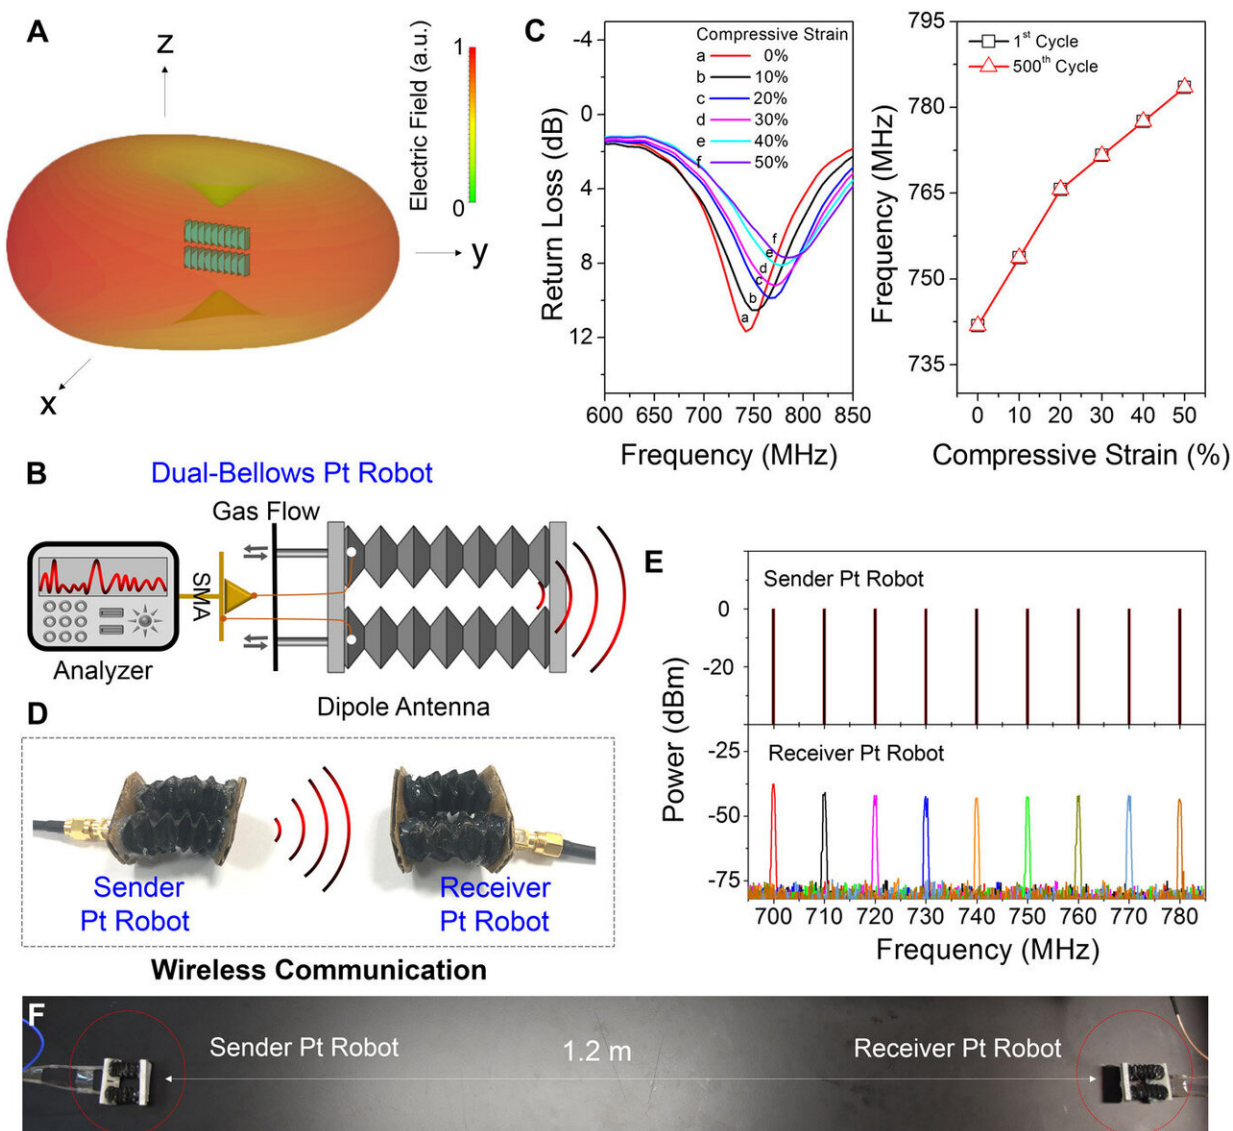 A
z
y
x
Electric Field (a.u.)
1
0
C
Compressive Strain
a 0%
b 10%
c 20%
d 30%
e 40%
f 50%
-4
0
4
8
12
Return Loss (dB)
f
e
d
c
b
a
600 650 700 750 800 850
Frequency (MHz)
1st Cycle
500th Cycle
795
780
765
750
735
Frequency (MHz)
0 10 20 30 40 50
Compressive Strain (%)
B
Dual-Bellows Pt Robot
Gas Flow
SMA
Analyzer
Dipole Antenna
D
Sender
Pt Robot
Receiver
Pt Robot
Wireless Communication
E
Sender Pt Robot
0
-20
Receiver Pt Robot
-25
-50
-75
Power (dBm)
700 710 720 730 740 750 760 770 780
Frequency (MHz)
F
Sender Pt Robot
1.2 m
Receiver Pt Robot